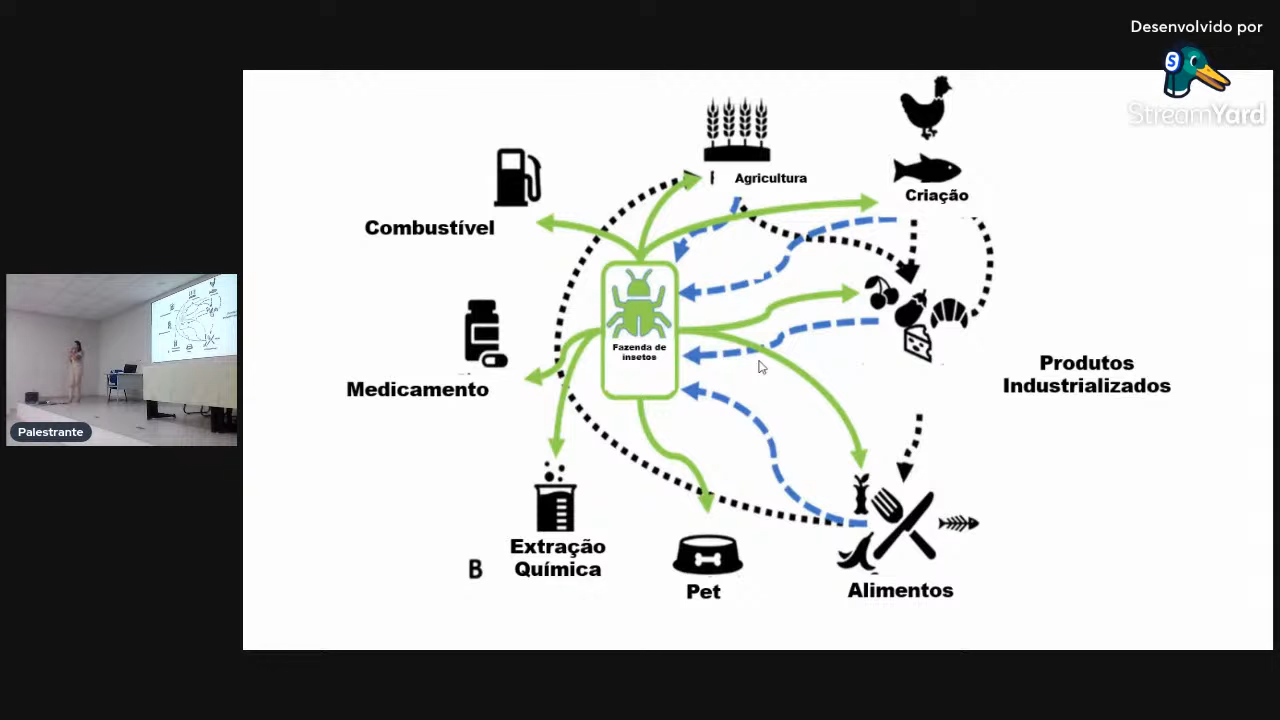 Desenvolvido por
StreamYard
Agricultura
Criação
Combustível
Fazenda de
insetos
Produtos
Industrializados
Medicamento
Palestrante
Extração
Química
B
Pet
Alimentos